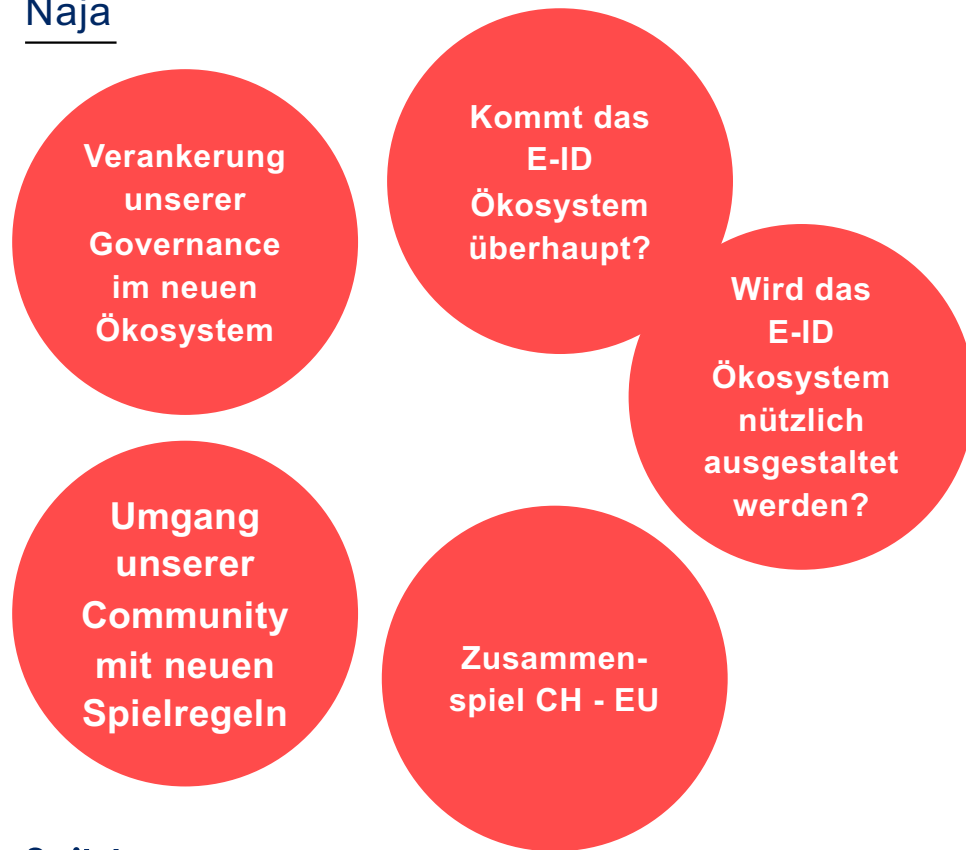 Naja
Verankerung
unserer
Governance
im neuen
Ökosystem
Kommt das
E-ID
Ökosystem
überhaupt?
Wird das
E-ID
Ökosystem
nützlich
ausgestaltet
werden?
Umgang
unserer
Community
mit neuen
Spielregeln
Zusammen-
spiel CH - EU